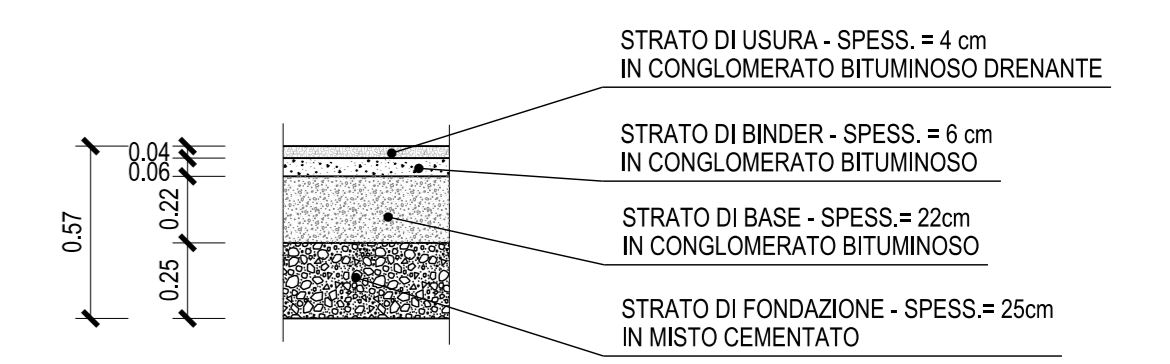 STRATO DI USURA - SPESS. = 4 cm
IN CONGLOMERATO BITUMINOSO DRENANTE
STRATO DI BINDER - SPESS. = 6 cm
IN CONGLOMERATO BITUMINOSO
STRATO DI BASE - SPESS.= 22cm
IN CONGLOMERATO BITUMINOSO
STRATO DI FONDAZIONE - SPESS.= 25cm
IN MISTO CEMENTATO
0.04
0.06
0.22
0.25
0.57